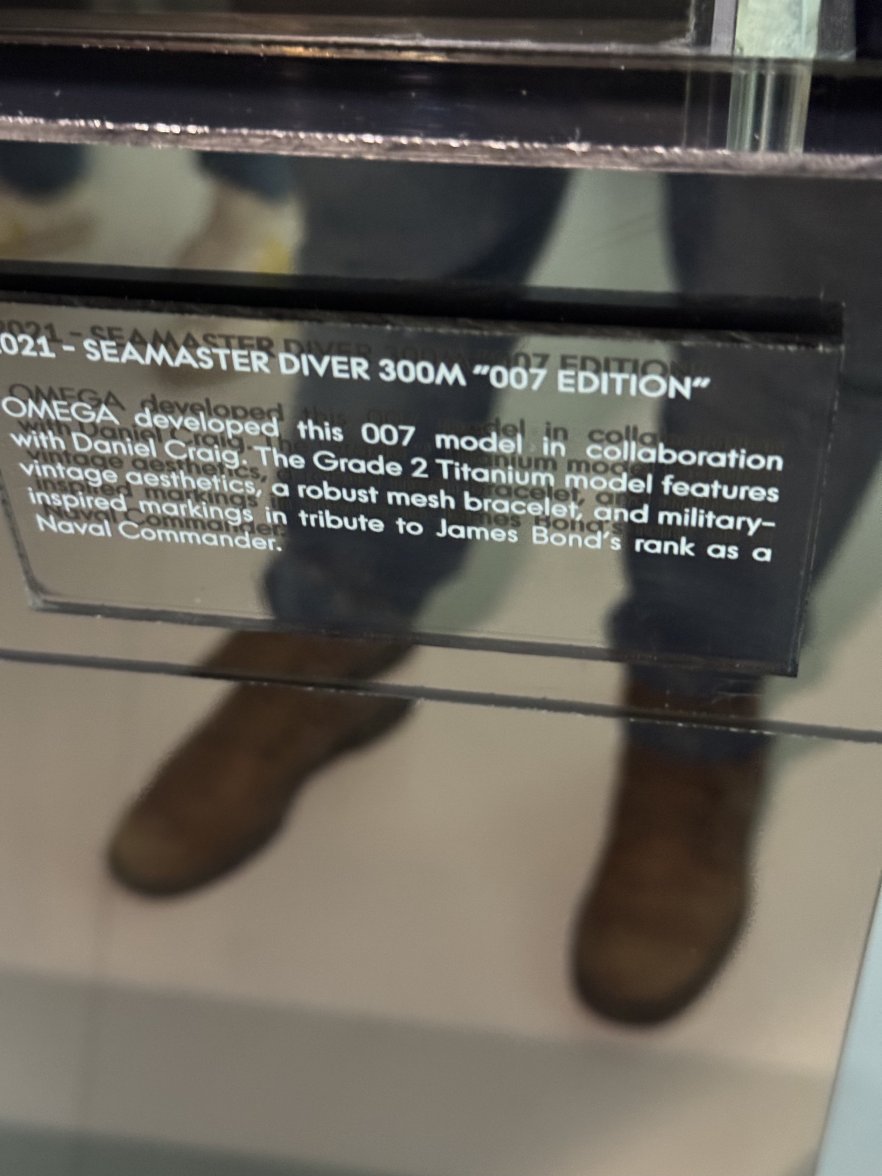 021 - SEAMASTER DIVER 300M "007 EDITION"
OMEGA developed this 007 model in collaboration
with Daniel Craig. The Grade 2 Titanium model features
vintage aesthetics, a robust mesh bracelet, and military-
inspired markings in tribute to James Bond's rank as a
Naval Commander.